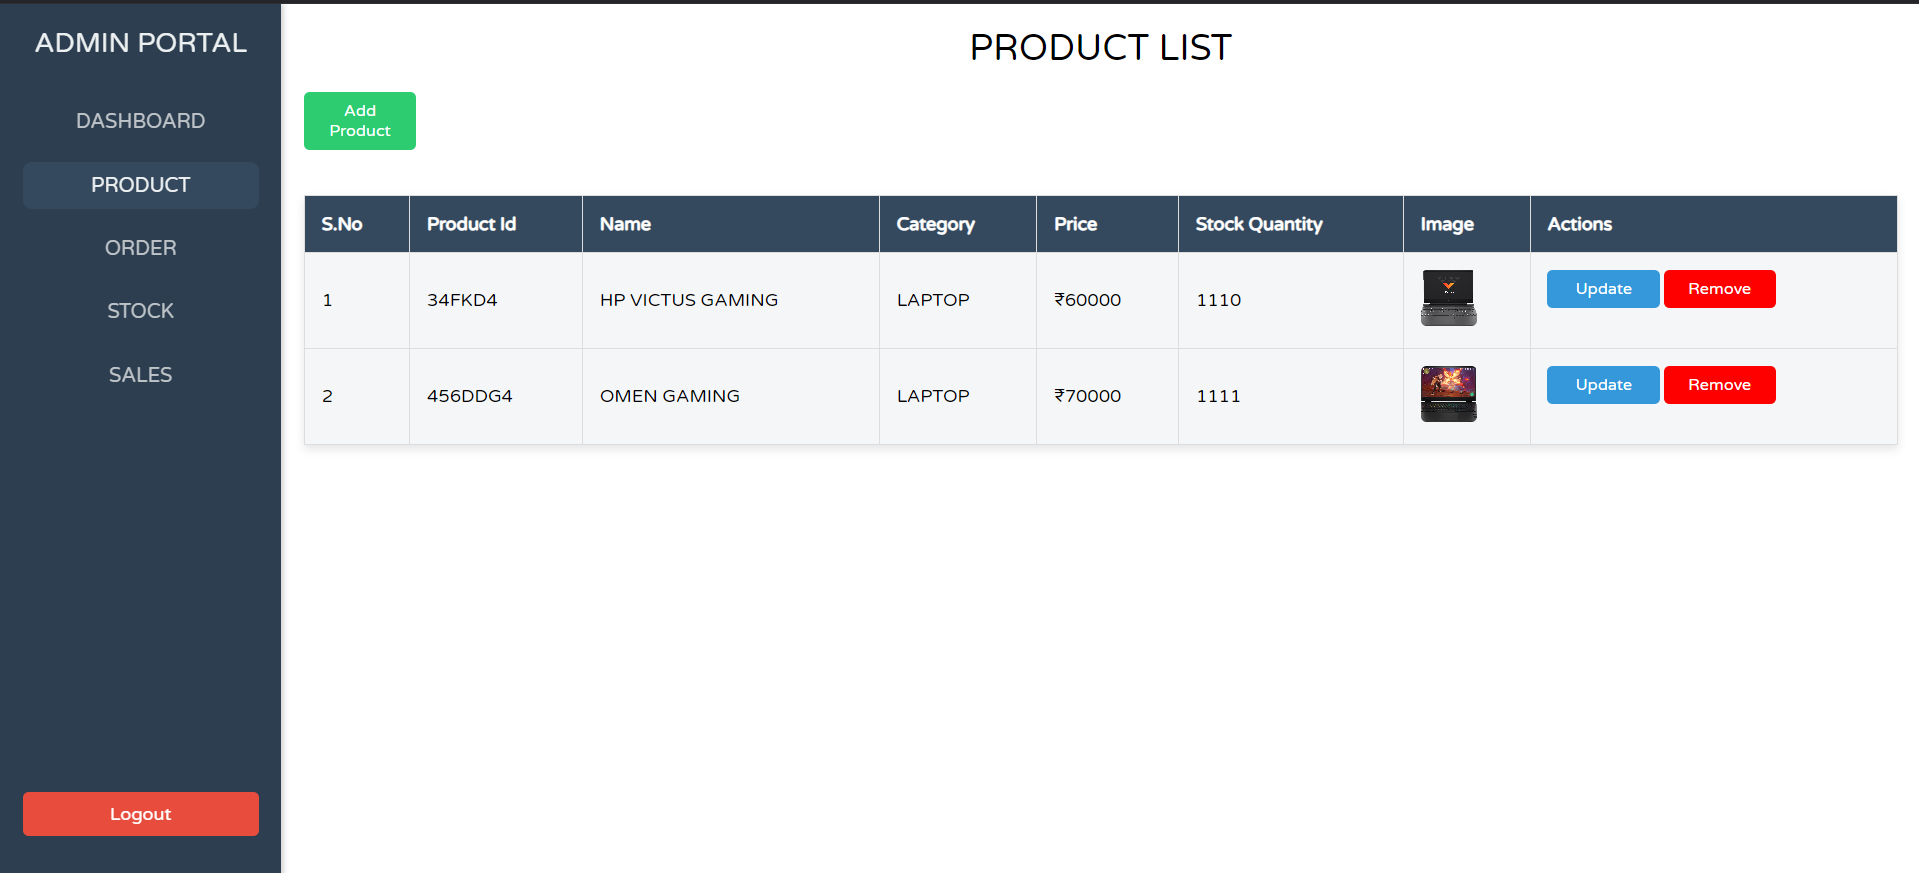 ADMIN PORTAL
DASHBOARD
PRODUCT
ORDER
STOCK
SALES
Logout
PRODUCT LIST
Add
Product
S.No Product Id Name Category Price Stock Quantity Image Actions
1 34FKD4 HP VICTUS GAMING LAPTOP ₹60000 1110 Update Remove
2 456DDG4 OMEN GAMING LAPTOP ₹70000 1111 Update Remove